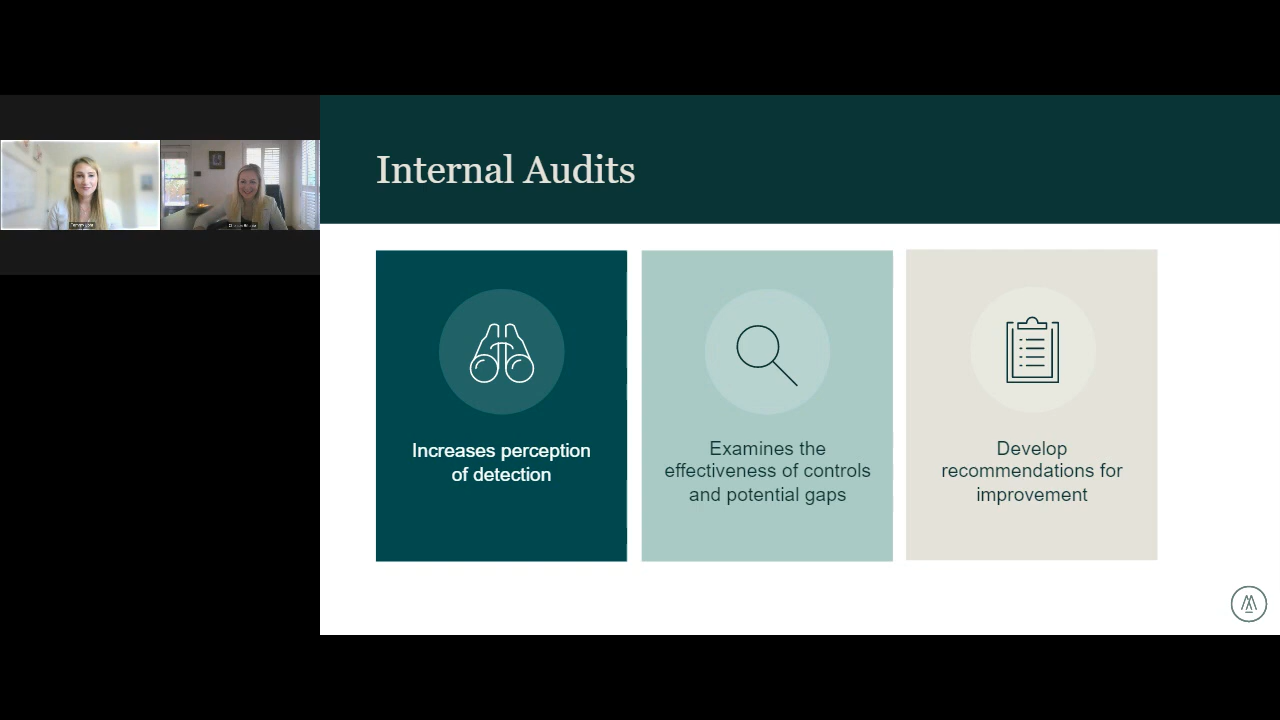 Internal Audits
Increases perception
of detection
Examines the
effectiveness of controls
and potential gaps
Develop
recommendations for
improvement